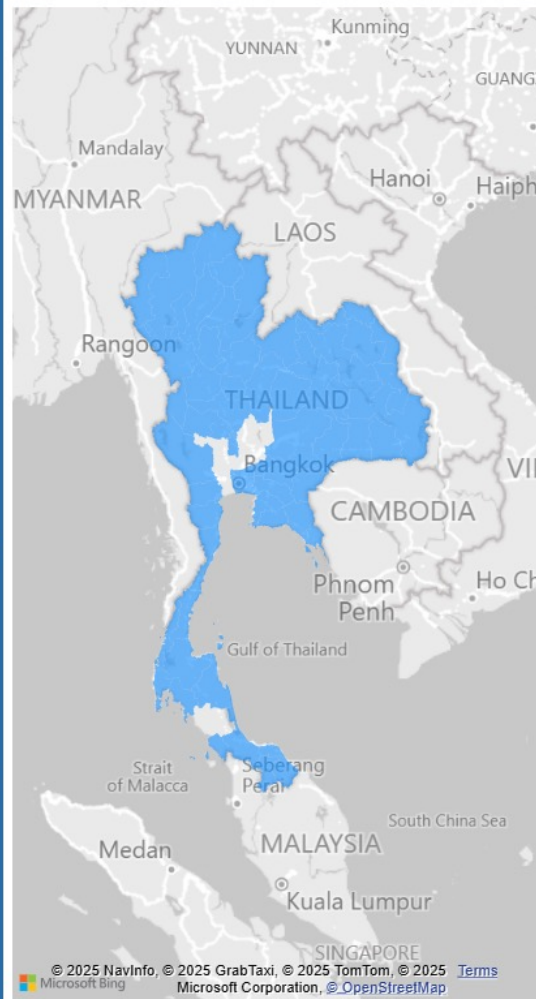 Kunming
YUNNAN
GUANG
Mandalay
Hanoi
Haiph
MYANMAR
LAOS
Rangoon
THAILAND
Bangkok
VI
CAMBODIA
Phnom
Penh
Ho Ch
Gulf of Thailand
Strait
of Malacca
Seberang
Perai
South China Sea
MALAYSIA
Medan
Kuala Lumpur
SINGAPORE
© 2025 NavInfo, © 2025 GrabTaxi, © 2025 TomTom, © 2025 Terms
Microsoft Bing
Microsoft Corporation, © OpenStreetMap